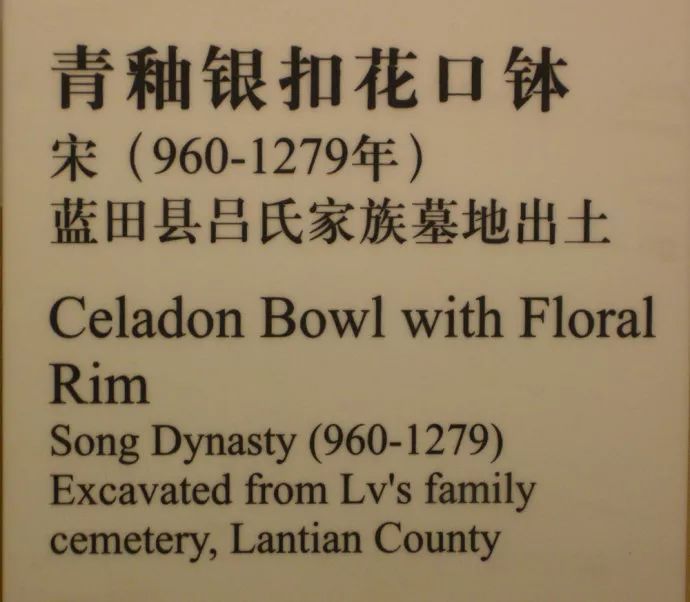 青釉银扣花口钵
宋（960-1279年）
蓝田县吕氏家族墓地出土
Celadon Bowl with Floral
Rim
Song Dynasty (960-1279)
Excavated from Lv's family
cemetery, Lantian County